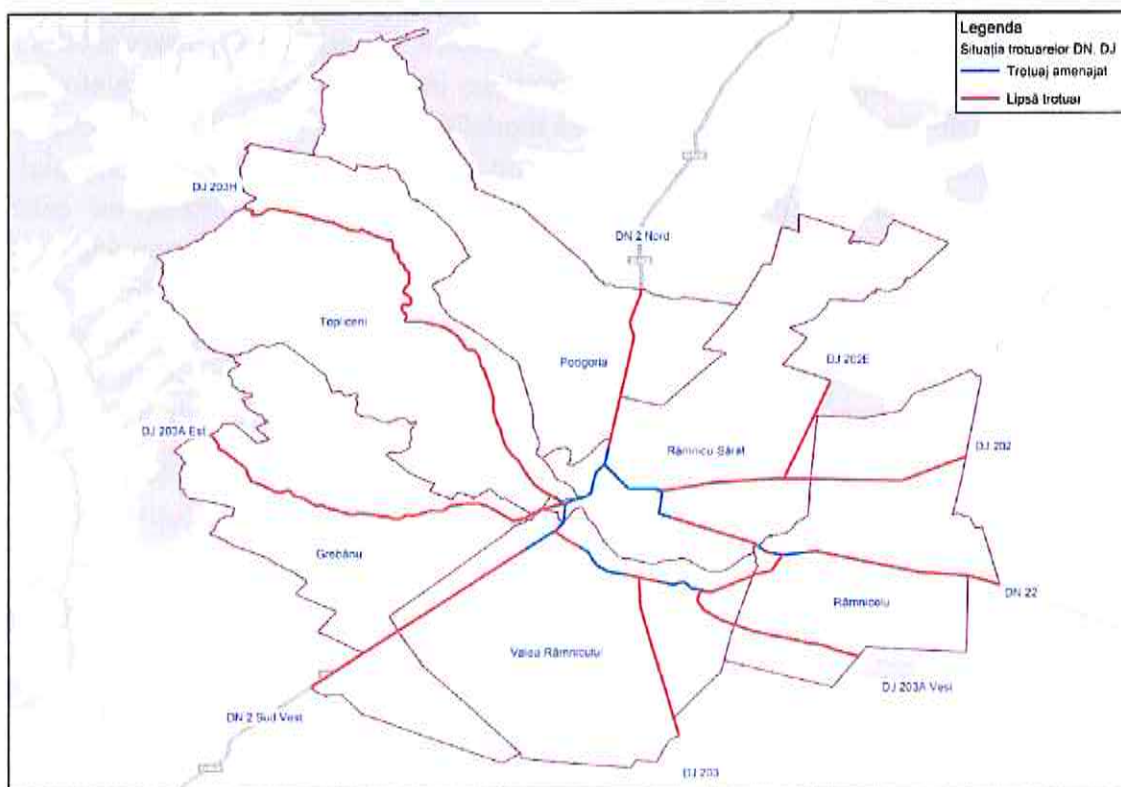 Legenda
Situația trotuarelor DN, DJ
Trotuaj amenajat
Lipsă trotuar
DJ 203H
DN 2 Nord
Topliceni
Podgoria
DJ 202E
DJ 203A Est
Râmnicu Sărat
DJ 202
Grebănu
DN 22
Râmnicelu
Valea Râmnicului
DJ 203A Vest
DN 2 Sud Vest
DJ 203